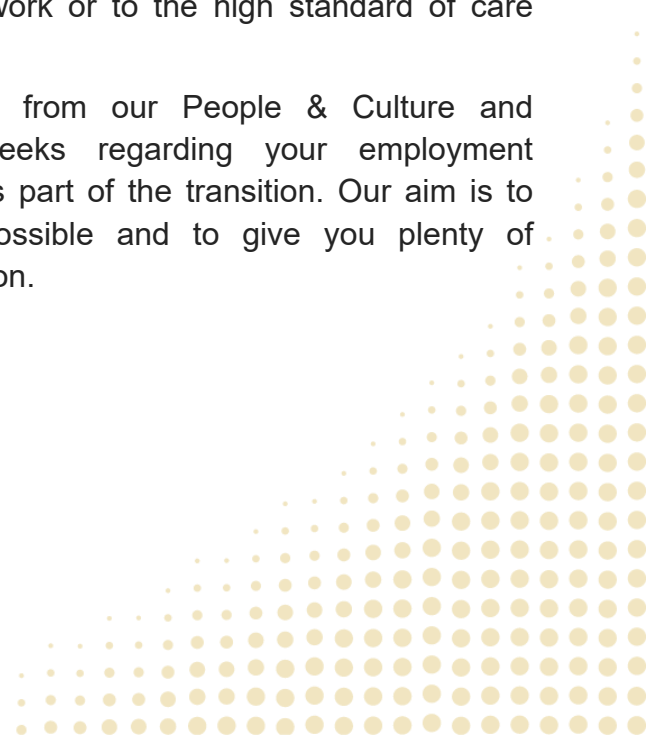 work or to the high standard of care
from our People & Culture and
eeks regarding your employment
s part of the transition. Our aim is to
ossible and to give you plenty of
on.